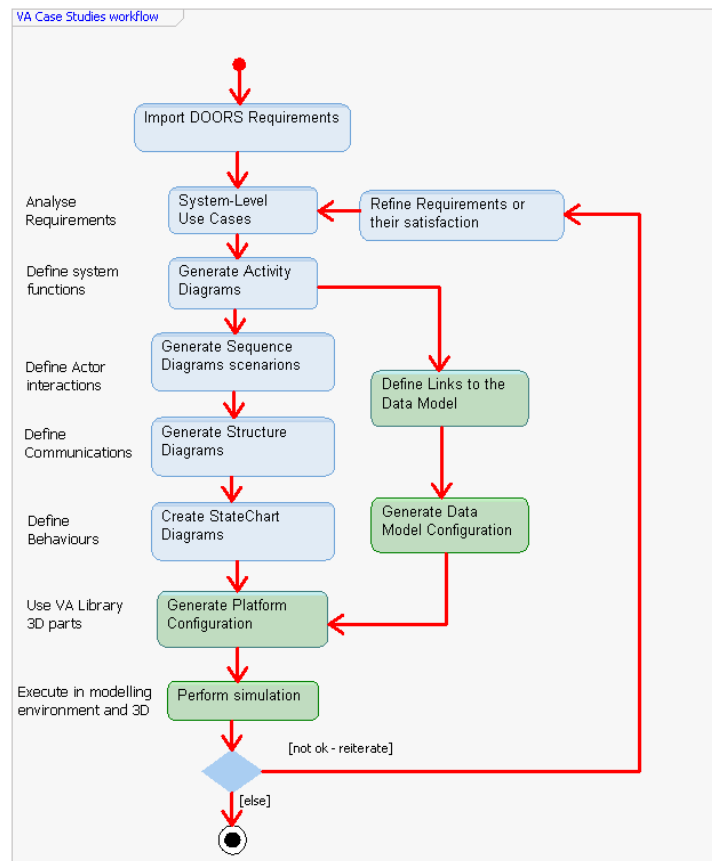 VA Case Studies workflow
Import DOORS Requirements
Analyse
Requirements
System-Level
Use Cases
Refine Requirements or
their satisfaction
Define system
functions
Generate Activity
Diagrams
Generate Sequence
Diagrams scenarions
Define Actor
interactions
Define Links to the
Data Model
Define
Communications
Generate Structure
Diagrams
Define
Behaviours
Create StateChart
Diagrams
Generate Data
Model Configuration
Use VA Library
3D parts
Generate Platform
Configuration
Execute in modelling
environment and 3D
Perform simulation
[not ok - reiterate]
[else]